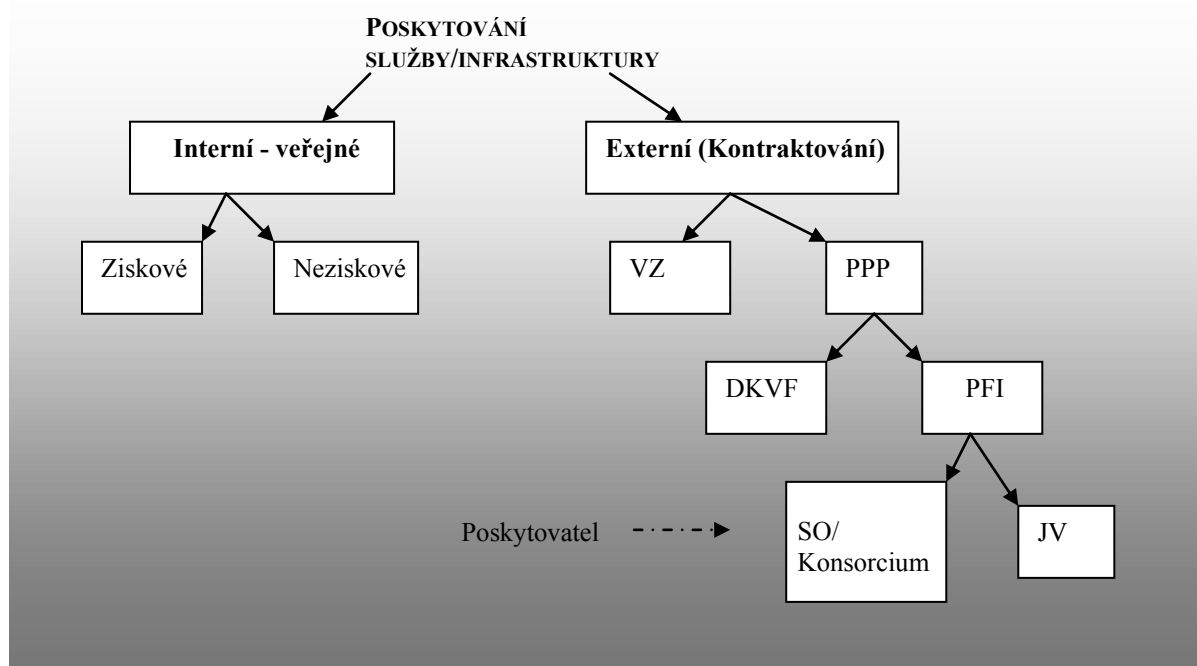 POSKYTOVÁNÍ
SLUŽBY/INFRASTRUKTURY
Interní - veřejné
Externí (Kontraktování)
Ziskové
Neziskové
VZ
PPP
DKVF
PFI
Poskytovatel
SO/
Konsorcium
JV